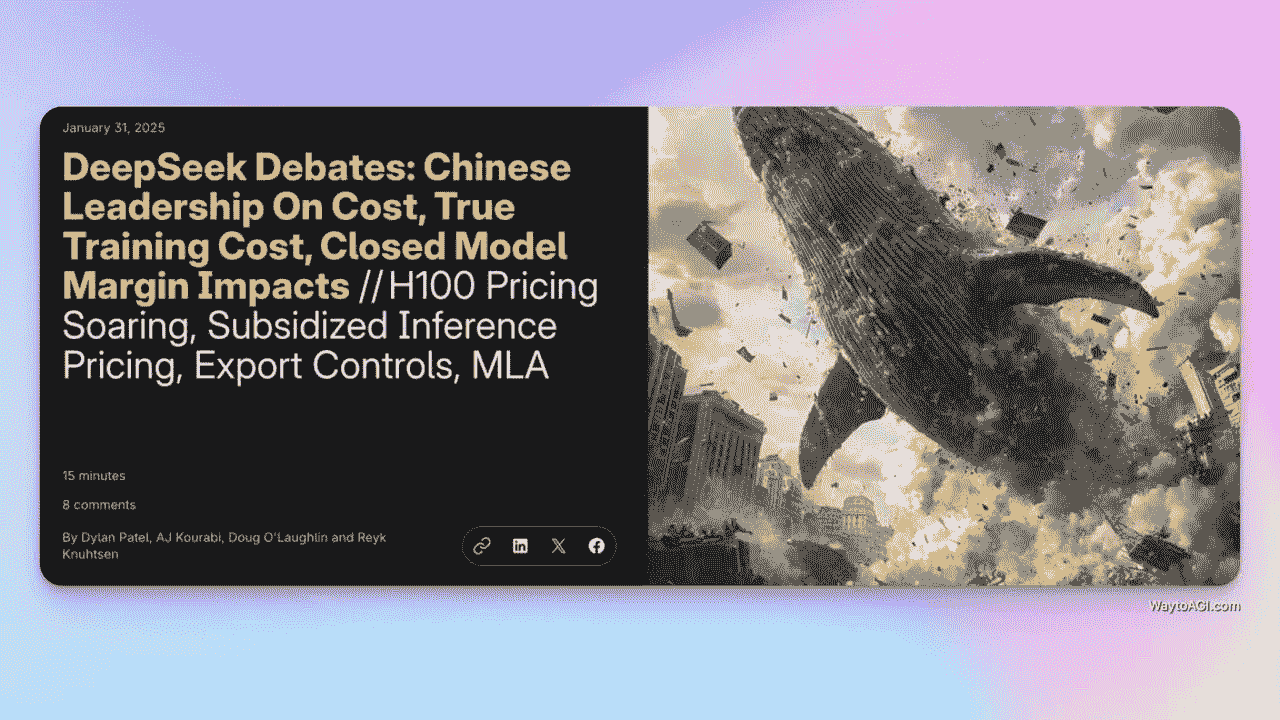 January 31, 2025
DeepSeek Debates: Chinese
Leadership On Cost, True
Training Cost, Closed Model
Margin Impacts // H100 Pricing
Soaring, Subsidized Inference
Pricing, Export Controls, MLA
15 minutes
8 comments
By Dylan Patel, AJ Kourabi, Doug O'Laughlin and Reyk
Knuhtsen
WaytoAGI.com